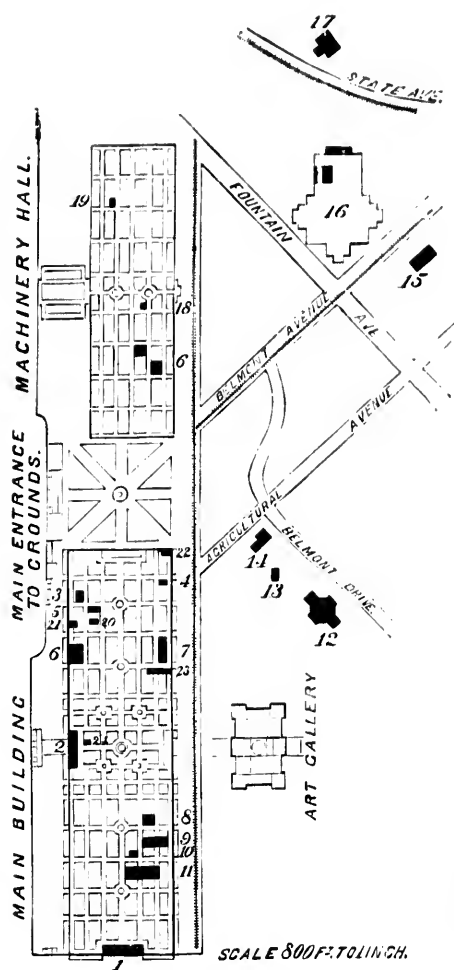 17
STATE AVE.
MACHINERY HALL.
19
FOUNTAIN
AVE
16
15
18
BELMONT AVENUE
6
AGRICULTURAL AVENUE
MAIN ENTRANCE
TO GROUNDS.
22
14
BELMONT DRIVE.
4
3
13
5
20
21
12
6
7
23
MAIN BUILDING
2
24
ART GALLERY
8
9
10
11
1
SCALE 800 FT. TO 1 INCH.